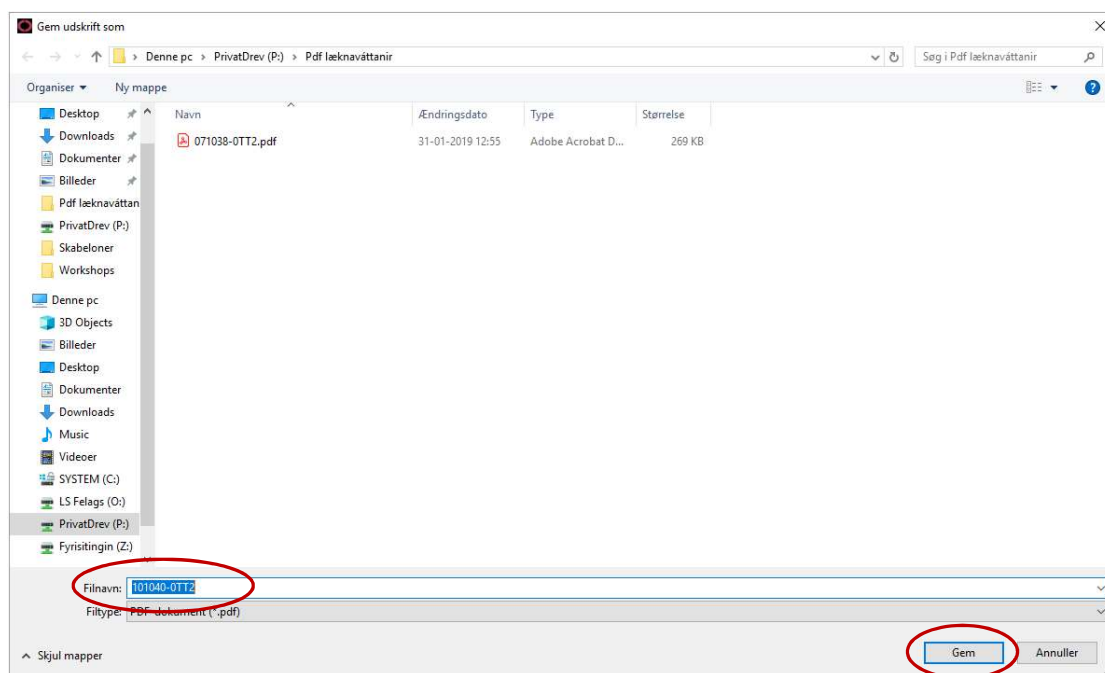 Gem udskrift som
Denne pc › PrivatDrev (P:) › Pdf læknaváttanir
Søg i Pdf læknaváttanir
Organiser Ny mappe
Navn Ændringsdato Type Størrelse
071038-0TT2.pdf 31-01-2019 12:55 Adobe Acrobat D... 269 KB
Desktop
Downloads
Dokumenter
Billeder
Pdf læknaváttan
PrivatDrev (P:)
Skabeloner
Workshops
Denne pc
3D Objects
Billeder
Desktop
Dokumenter
Downloads
Music
Videoer
SYSTEM (C:)
LS Felags (O:)
PrivatDrev (P:)
Fyrisitingin (Z:)
Filnavn: 101040-0TT2
Filtype: PDF-dokument (*.pdf)
Skjul mapper
Gem Annuller